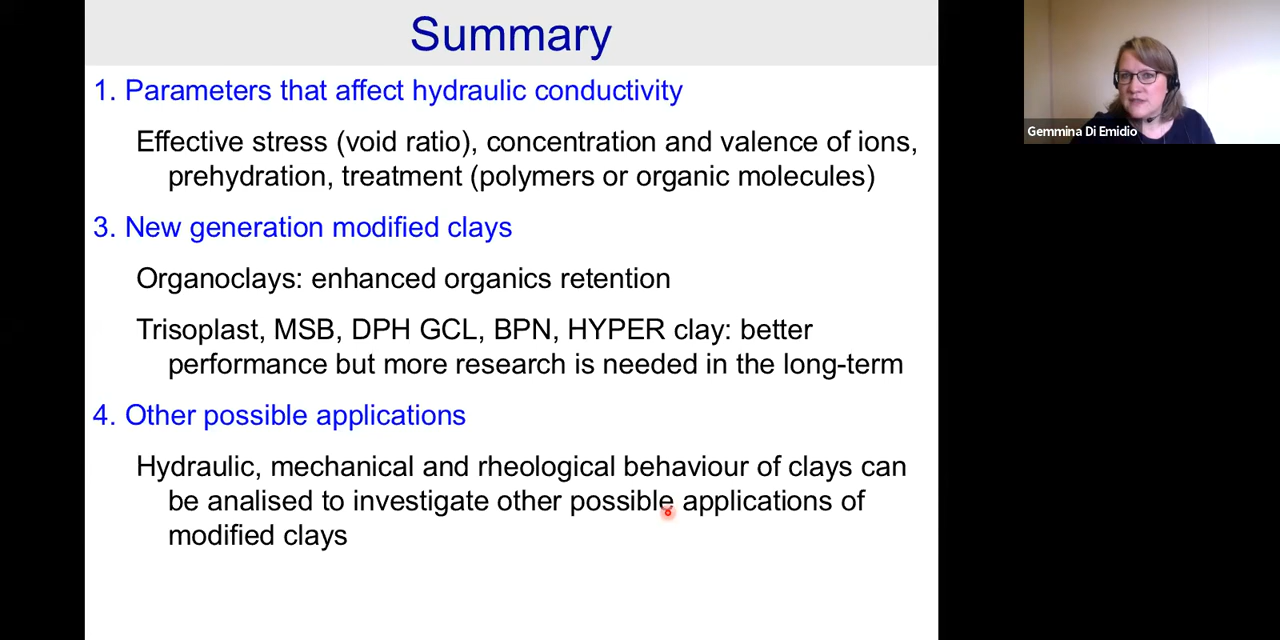 Summary
1. Parameters that affect hydraulic conductivity
Effective stress (void ratio), concentration and valence of ions,
prehydration, treatment (polymers or organic molecules)
3. New generation modified clays
Organoclays: enhanced organics retention
Trisoplast, MSB, DPH GCL, BPN, HYPER clay: better
performance but more research is needed in the long-term
4. Other possible applications
Hydraulic, mechanical and rheological behaviour of clays can
be analised to investigate other possible applications of
modified clays
Gemmina Di Emidio